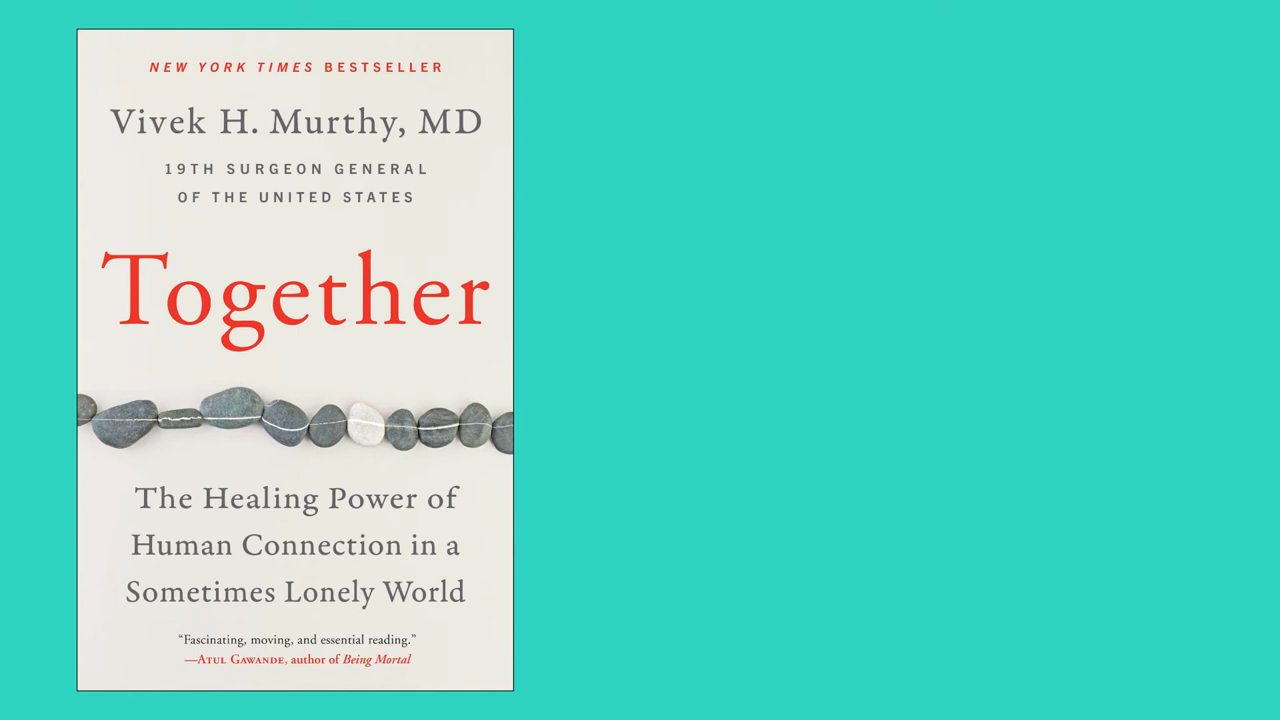 NEW YORK TIMES BESTSELLER
Vivek H. Murthy, MD
19TH SURGEON GENERAL
OF THE UNITED STATES
Together
The Healing Power of
Human Connection in a
Sometimes Lonely World
“Fascinating, moving, and essential reading.”
—Atul Gawande, author of Being Mortal